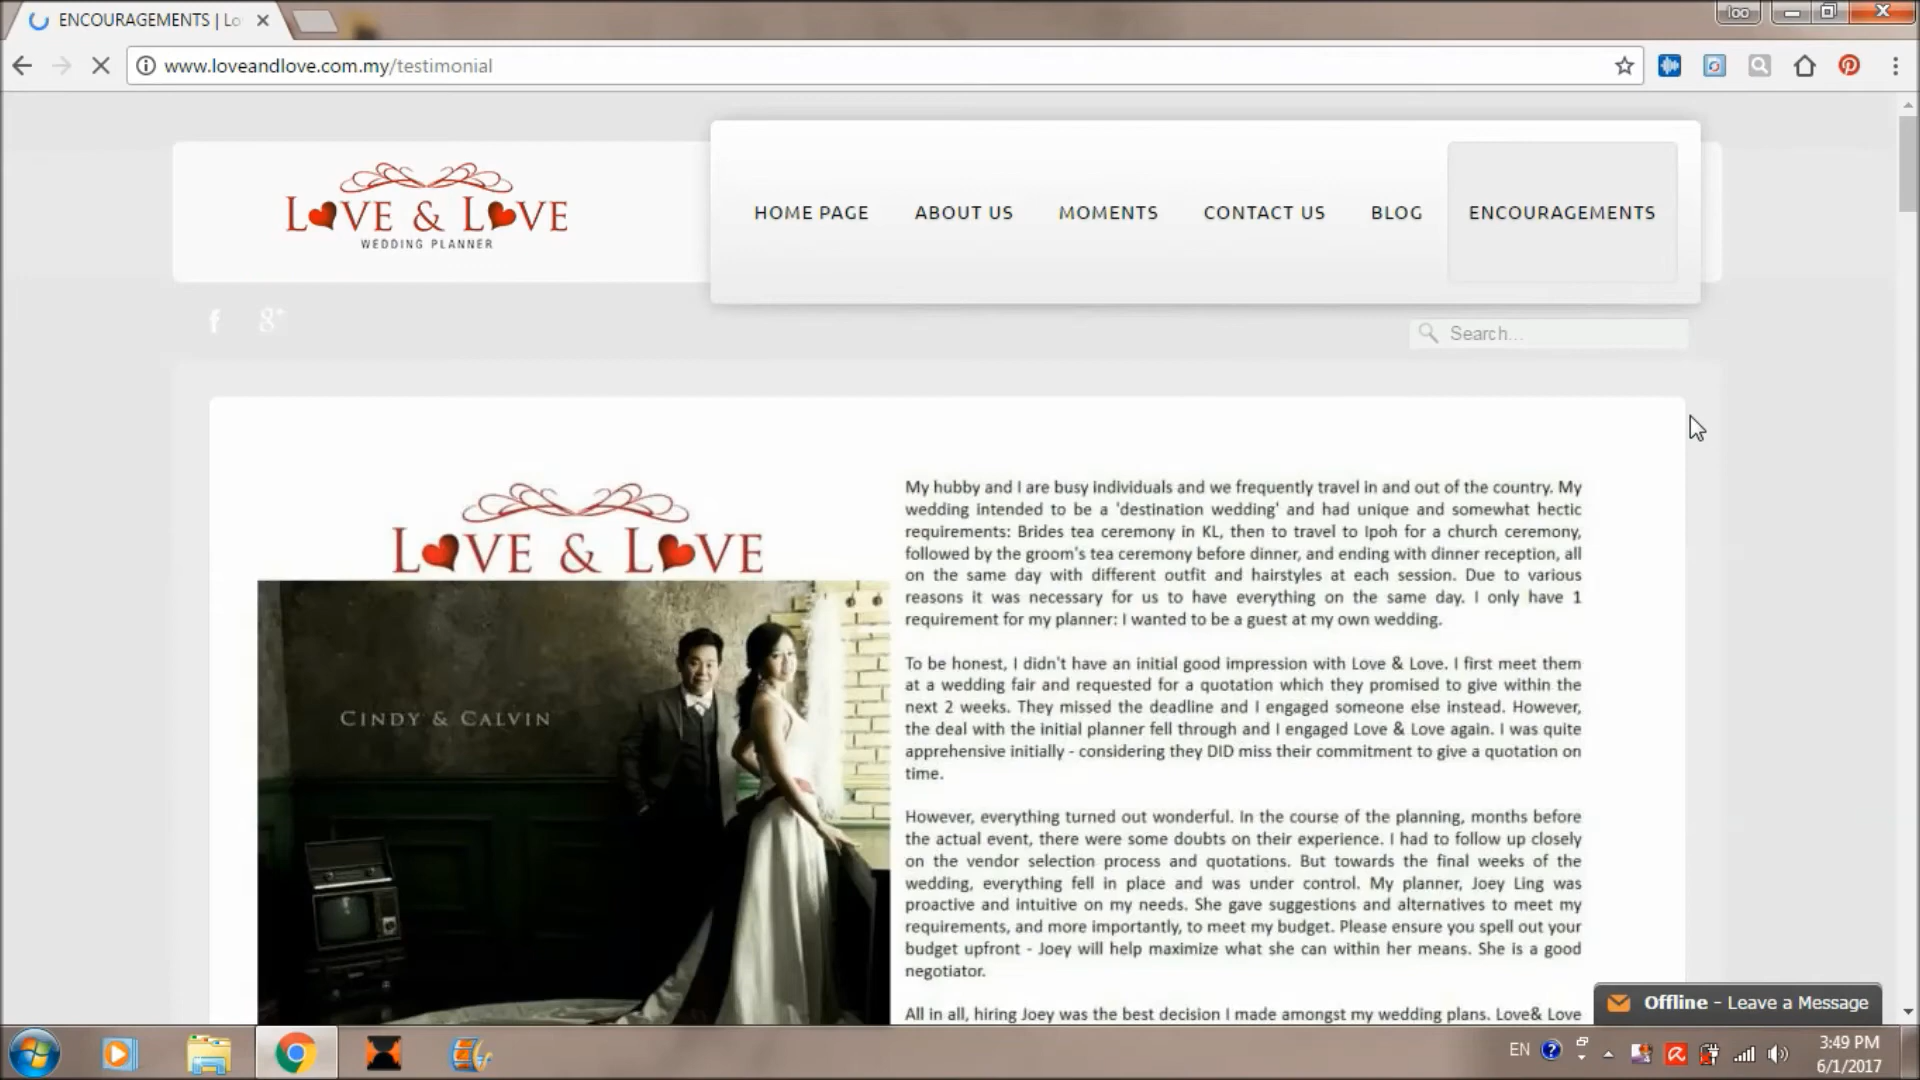 ENCOURAGEMENTS | Lo
loo
www.loveandlove.com.my/testimonial
LOVE & LOVE
WEDDING PLANNER
HOME PAGE
ABOUT US
MOMENTS
CONTACT US
BLOG
ENCOURAGEMENTS
f
g+
Search...
LOVE & LOVE
CINDY & CALVIN
My hubby and I are busy individuals and we frequently travel in and out of the country. My
wedding intended to be a 'destination wedding' and had unique and somewhat hectic
requirements: Brides tea ceremony in KL, then to travel to Ipoh for a church ceremony,
followed by the groom's tea ceremony before dinner, and ending with dinner reception, all
on the same day with different outfit and hairstyles at each session. Due to various
reasons it was necessary for us to have everything on the same day. I only have 1
requirement for my planner: I wanted to be a guest at my own wedding.
To be honest, I didn't have an initial good impression with Love & Love. I first meet them
at a wedding fair and requested for a quotation which they promised to give within the
next 2 weeks. They missed the deadline and I engaged someone else instead. However,
the deal with the initial planner fell through and I engaged Love & Love again. I was quite
apprehensive initially - considering they DID miss their commitment to give a quotation on
time.
However, everything turned out wonderful. In the course of the planning, months before
the actual event, there were some doubts on their experience. I had to follow up closely
on the vendor selection process and quotations. But towards the final weeks of the
wedding, everything fell in place and was under control. My planner, Joey Ling was
proactive and intuitive on my needs. She gave suggestions and alternatives to meet my
requirements, and more importantly, to meet my budget. Please ensure you spell out your
budget upfront - Joey will help maximize what she can within her means. She is a good
negotiator.
All in all, hiring Joey was the best decision I made amongst my wedding plans. Love& Love
Offline - Leave a Message
EN
3:49 PM
6/1/2017